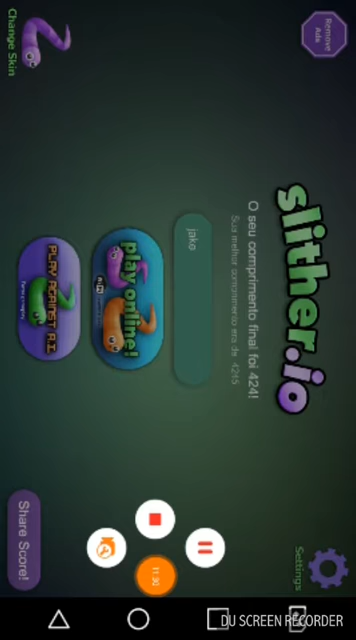 Remove
Ads
slither.io
Settings
O seu comprimento final foi 424!
Sua melhor comprimento era de 4215
jako
play online!
PLAY AGAINST A.I.
Change Skin
Share Score!
11:30
DU SCREEN RECORDER